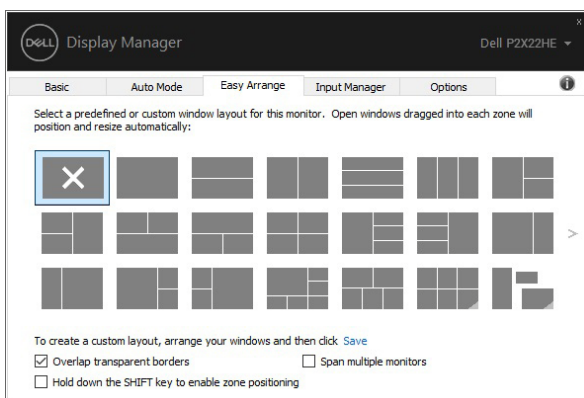 DELL Display Manager Dell P2X22HE
Basic Auto Mode Easy Arrange Input Manager Options
Select a predefined or custom window layout for this monitor. Open windows dragged into each zone will
position and resize automatically:
To create a custom layout, arrange your windows and then click Save
Overlap transparent borders Span multiple monitors
Hold down the SHIFT key to enable zone positioning